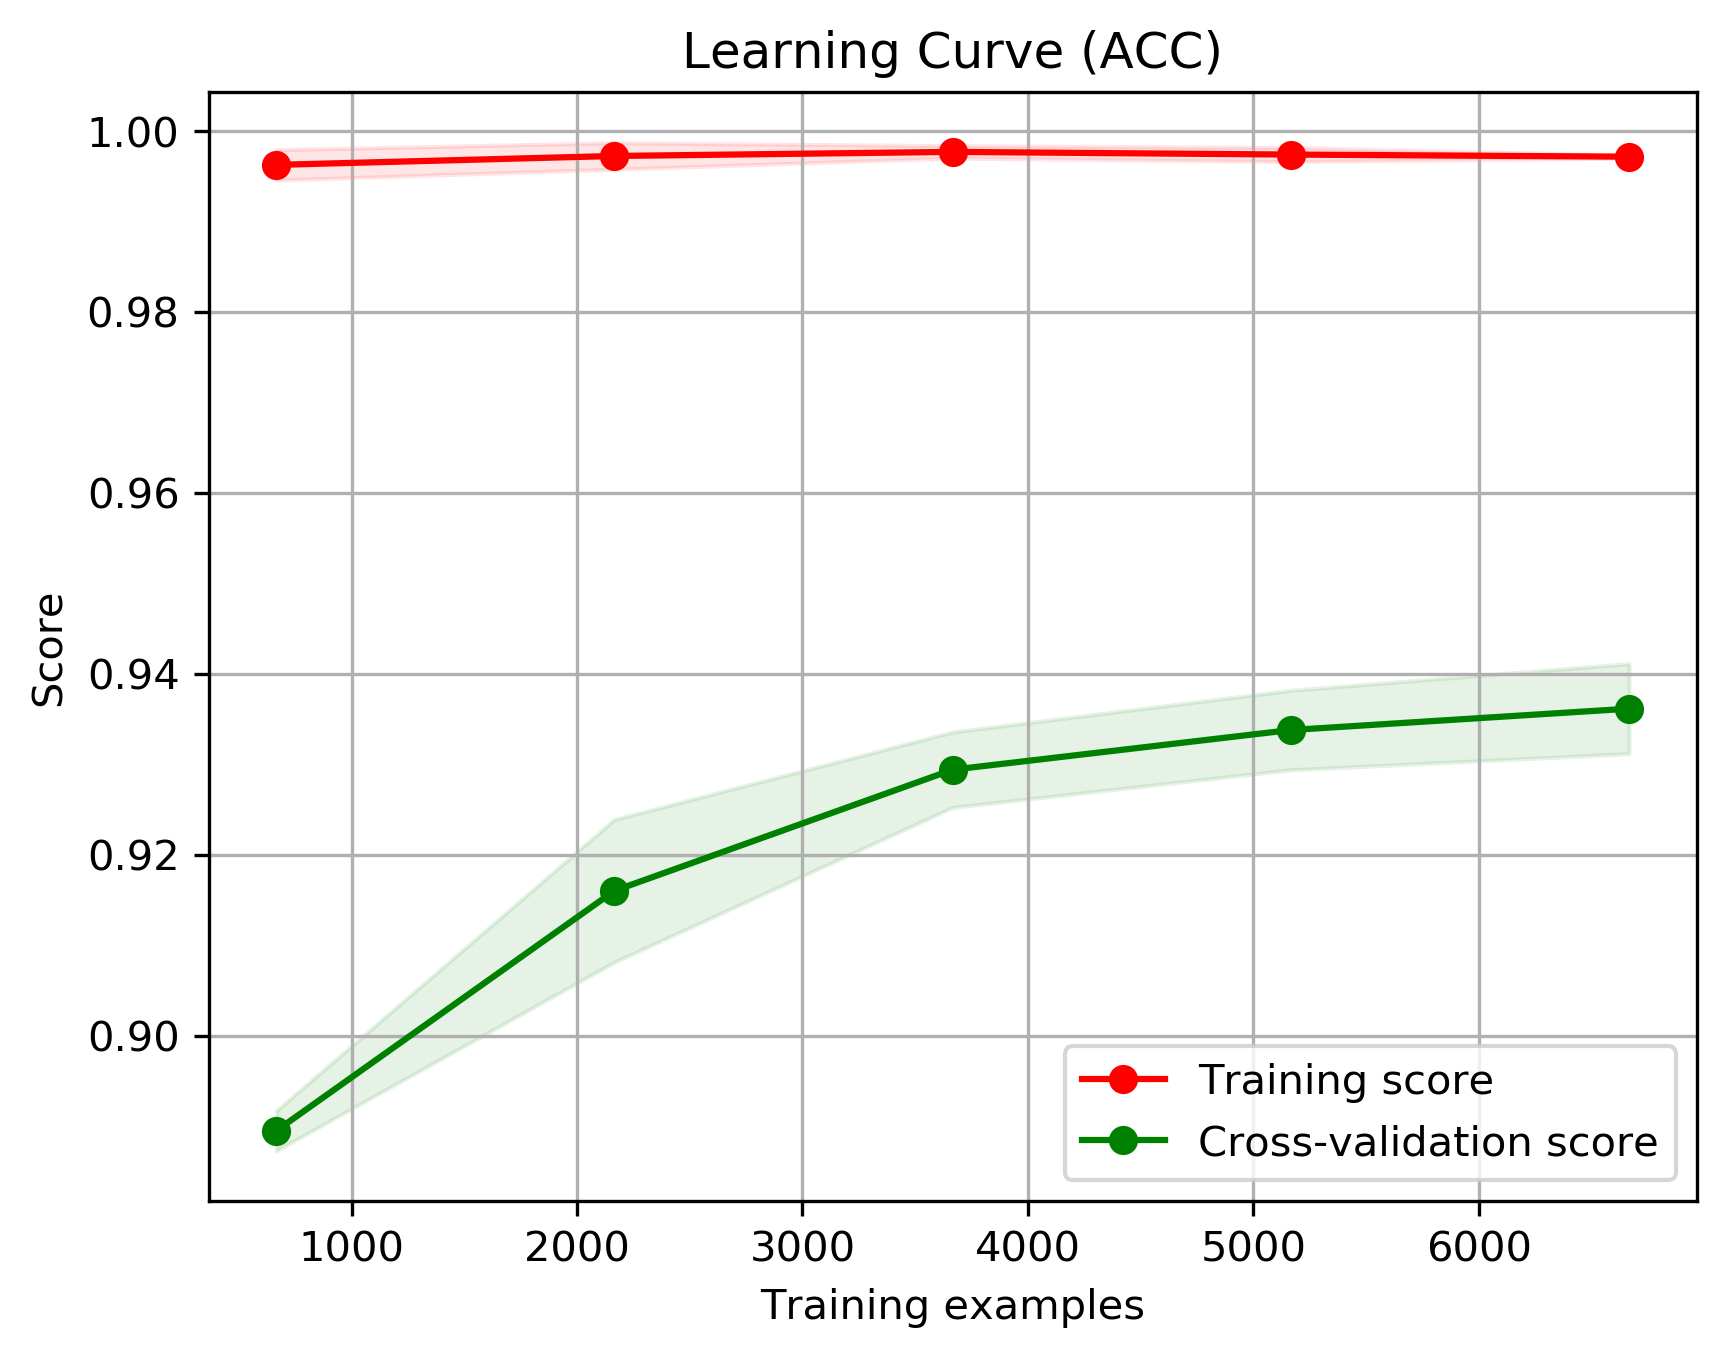 Learning Curve (ACC)
1.00
0.98
0.96
0.94
0.92
0.90
Score
Training score
Cross-validation score
1000 2000 3000 4000 5000 6000
Training examples